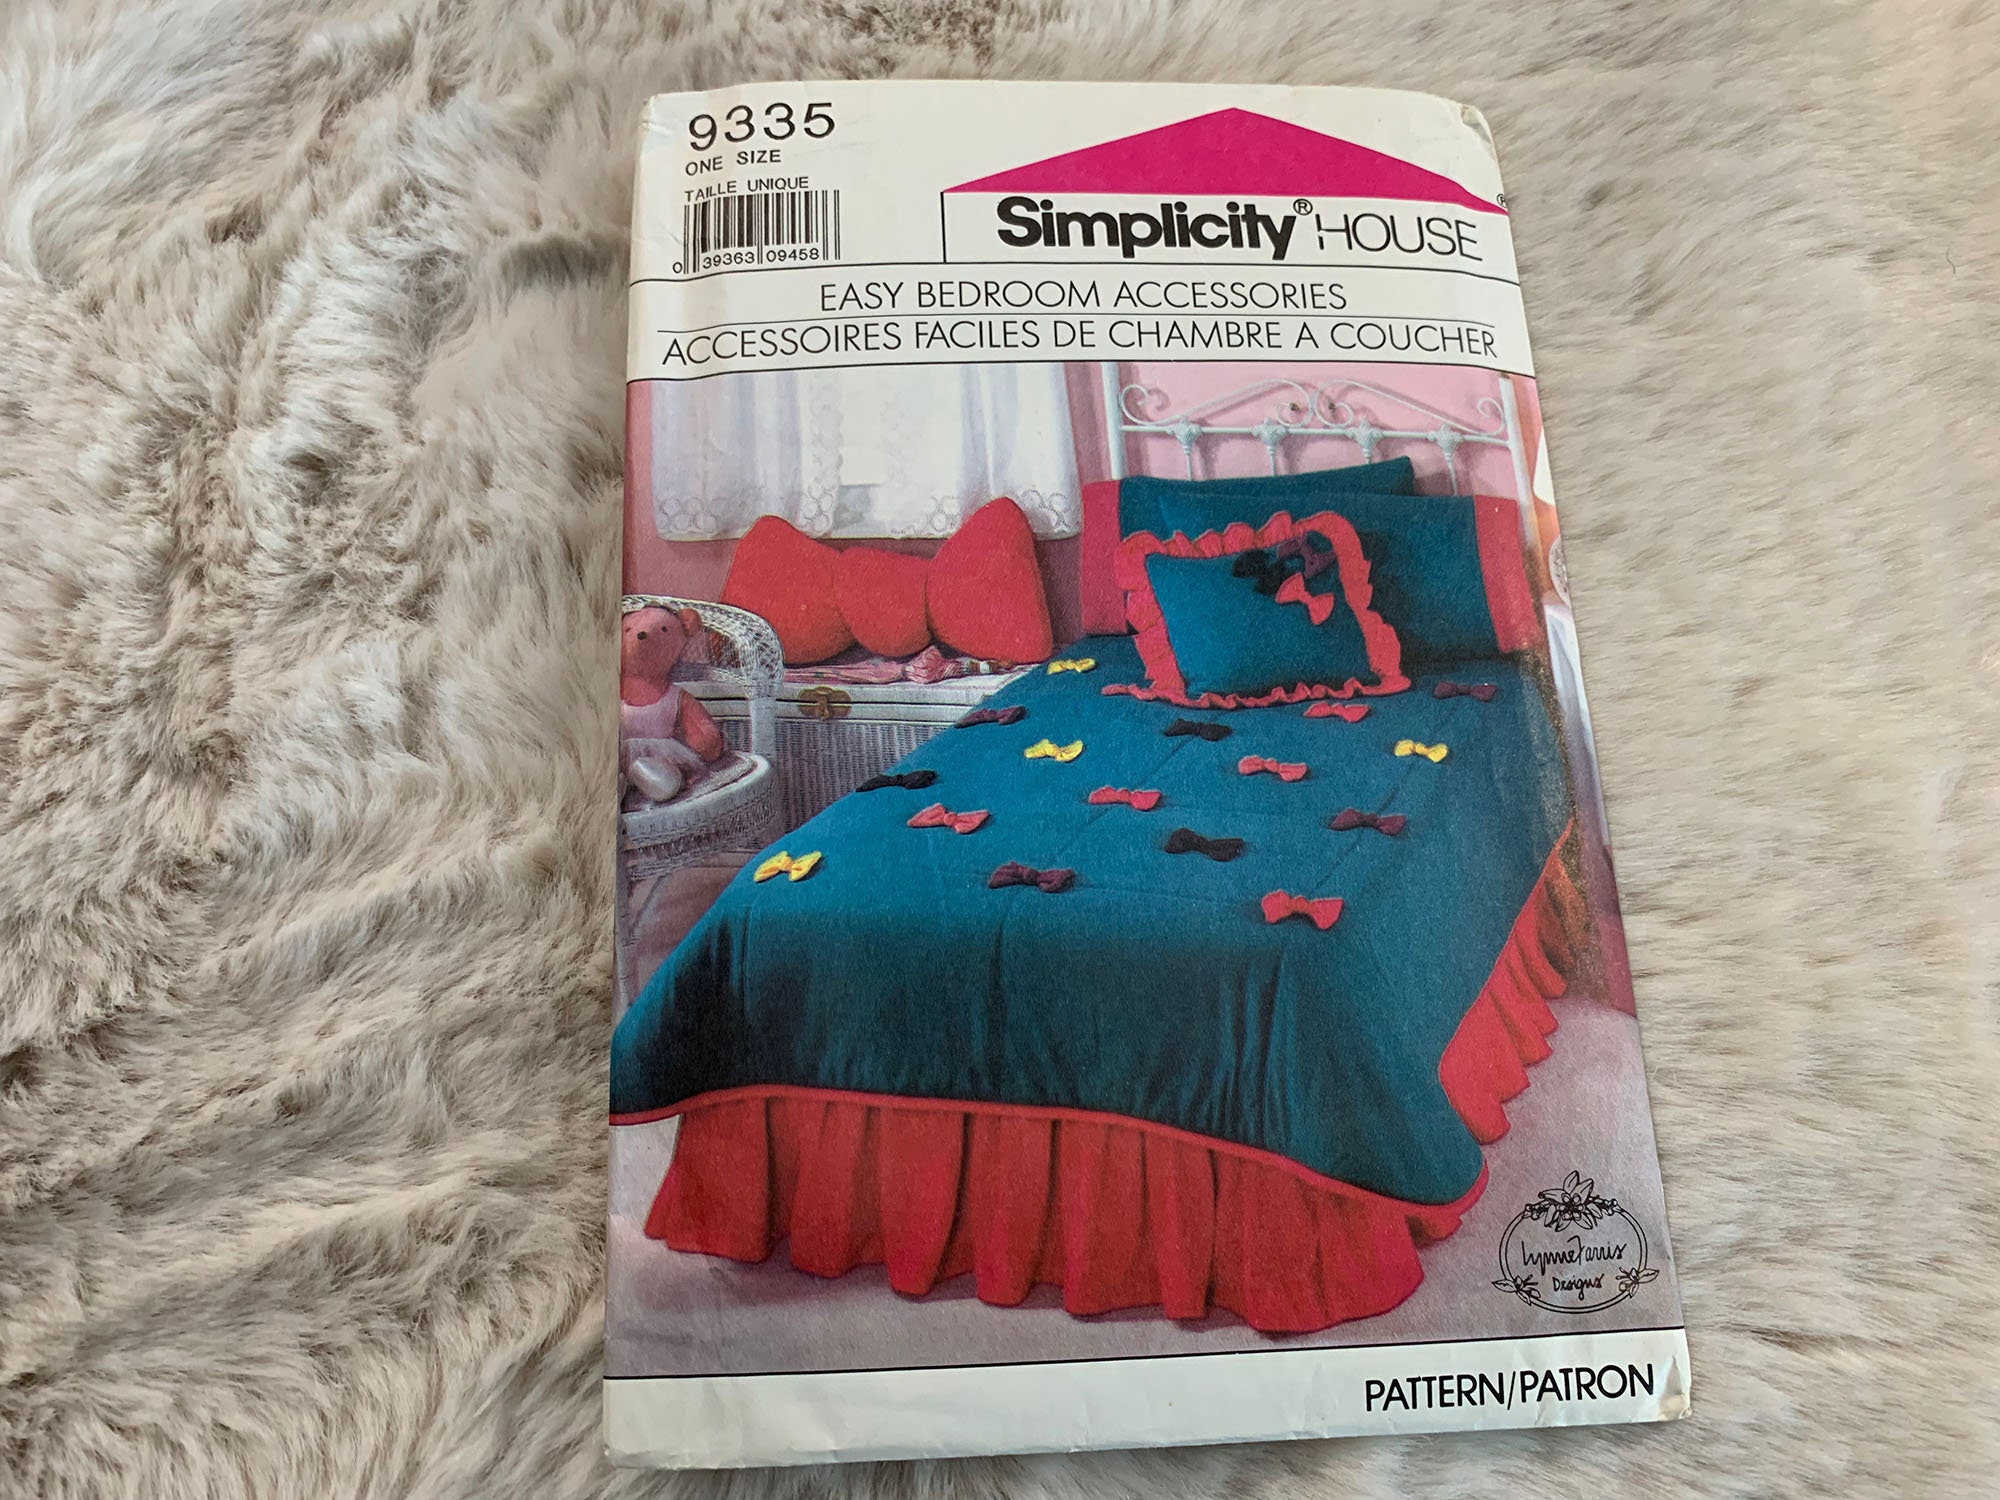 9335
ONE SIZE
TAILLE UNIQUE
0 39363 09458
Simplicity® HOUSE®
EASY BEDROOM ACCESSORIES
ACCESSOIRES FACILES DE CHAMBRE A COUCHER
Lynne Farris
Designs
PATTERN/PATRON